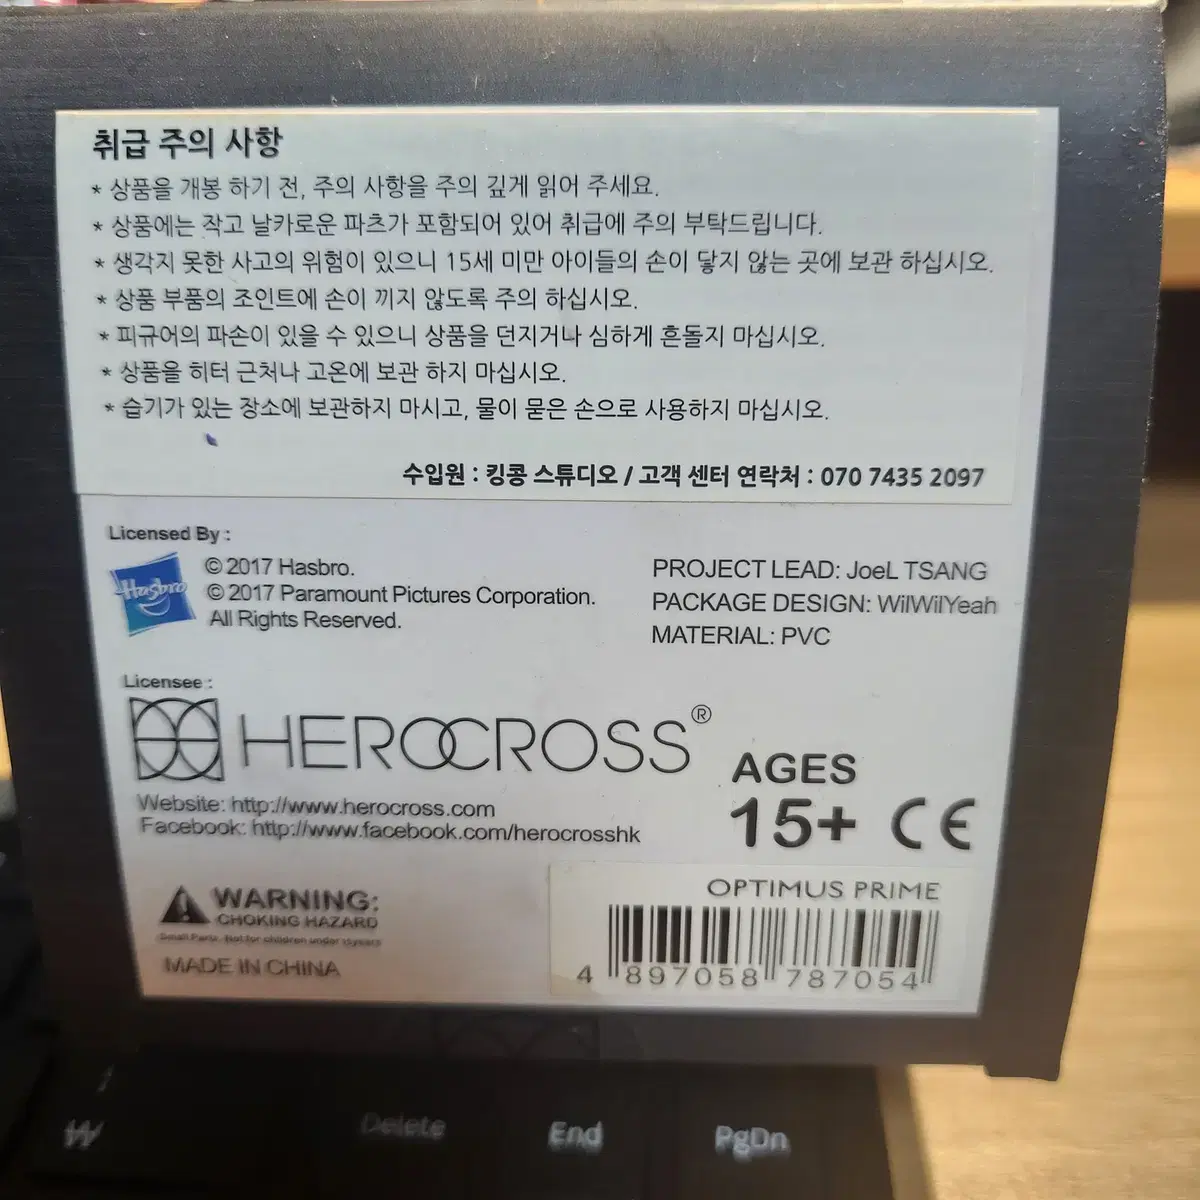 취급 주의 사항
* 상품을 개봉 하기 전, 주의 사항을 주의 깊게 읽어 주세요.
* 상품에는 작고 날카로운 파츠가 포함되어 있어 취급에 주의 부탁드립니다.
* 생각지 못한 사고의 위험이 있으니 15세 미만 아이들의 손이 닿지 않는 곳에 보관 하십시오.
* 상품 부품의 조인트에 손이 끼지 않도록 주의 하십시오.
* 피규어의 파손이 있을 수 있으니 상품을 던지거나 심하게 흔들지 마십시오.
* 상품을 히터 근처나 고온에 보관 하지 마십시오.
* 습기가 있는 장소에 보관하지 마시고, 물이 묻은 손으로 사용하지 마십시오.
수입원 : 킹콩 스튜디오 / 고객 센터 연락처 : 070 7435 2097
Licensed By :
Hasbro
© 2017 Hasbro.
© 2017 Paramount Pictures Corporation.
All Rights Reserved.
PROJECT LEAD: JoeL TSANG
PACKAGE DESIGN: WilWilYeah
MATERIAL: PVC
Licensee :
HEROCROSS®
Website: http://www.herocross.com
Facebook: http://www.facebook.com/herocrosshk
AGES
15+ CE
WARNING:
CHOKING HAZARD
Small Parts. Not for children under 15years
MADE IN CHINA
OPTIMUS PRIME
4 897058 787054
₩
Delete
End
PgDn